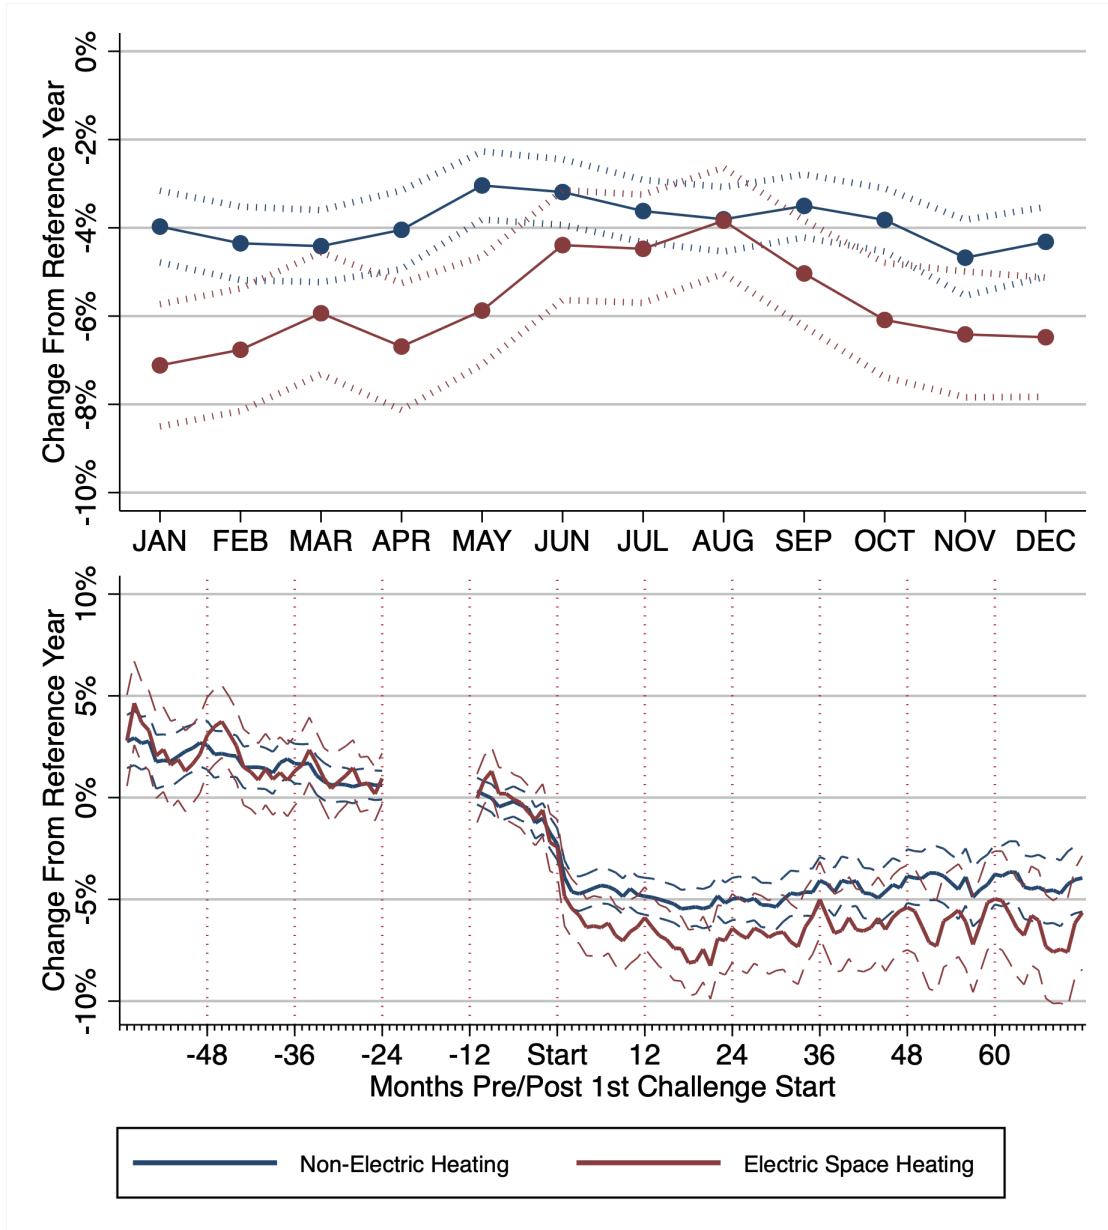 Change From Reference Year
0%
-2%
-4%
-6%
-8%
-10%
JAN FEB MAR APR MAY JUN JUL AUG SEP OCT NOV DEC
Change From Reference Year
10%
5%
0%
-5%
-10%
-48 -36 -24 -12 Start 12 24 36 48 60
Months Pre/Post 1st Challenge Start
Non-Electric Heating Electric Space Heating